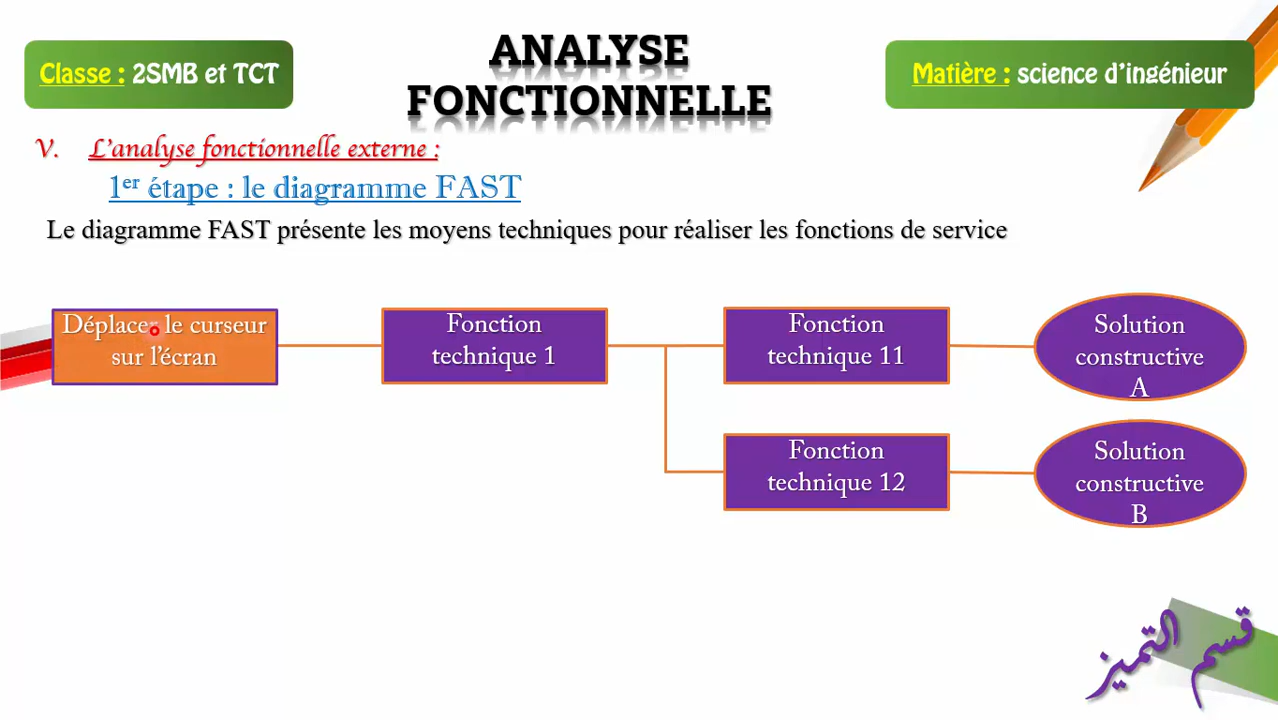 Classe : 2SMB et TCT
ANALYSE
FONCTIONNELLE
Matière : science d'ingénieur
V. L'analyse fonctionnelle externe :
1er étape : le diagramme FAST
Le diagramme FAST présente les moyens techniques pour réaliser les fonctions de service
Déplacer le curseur
sur l'écran
Fonction
technique 1
Fonction
technique 11
Solution
constructive
A
Fonction
technique 12
Solution
constructive
B
قسم التميز